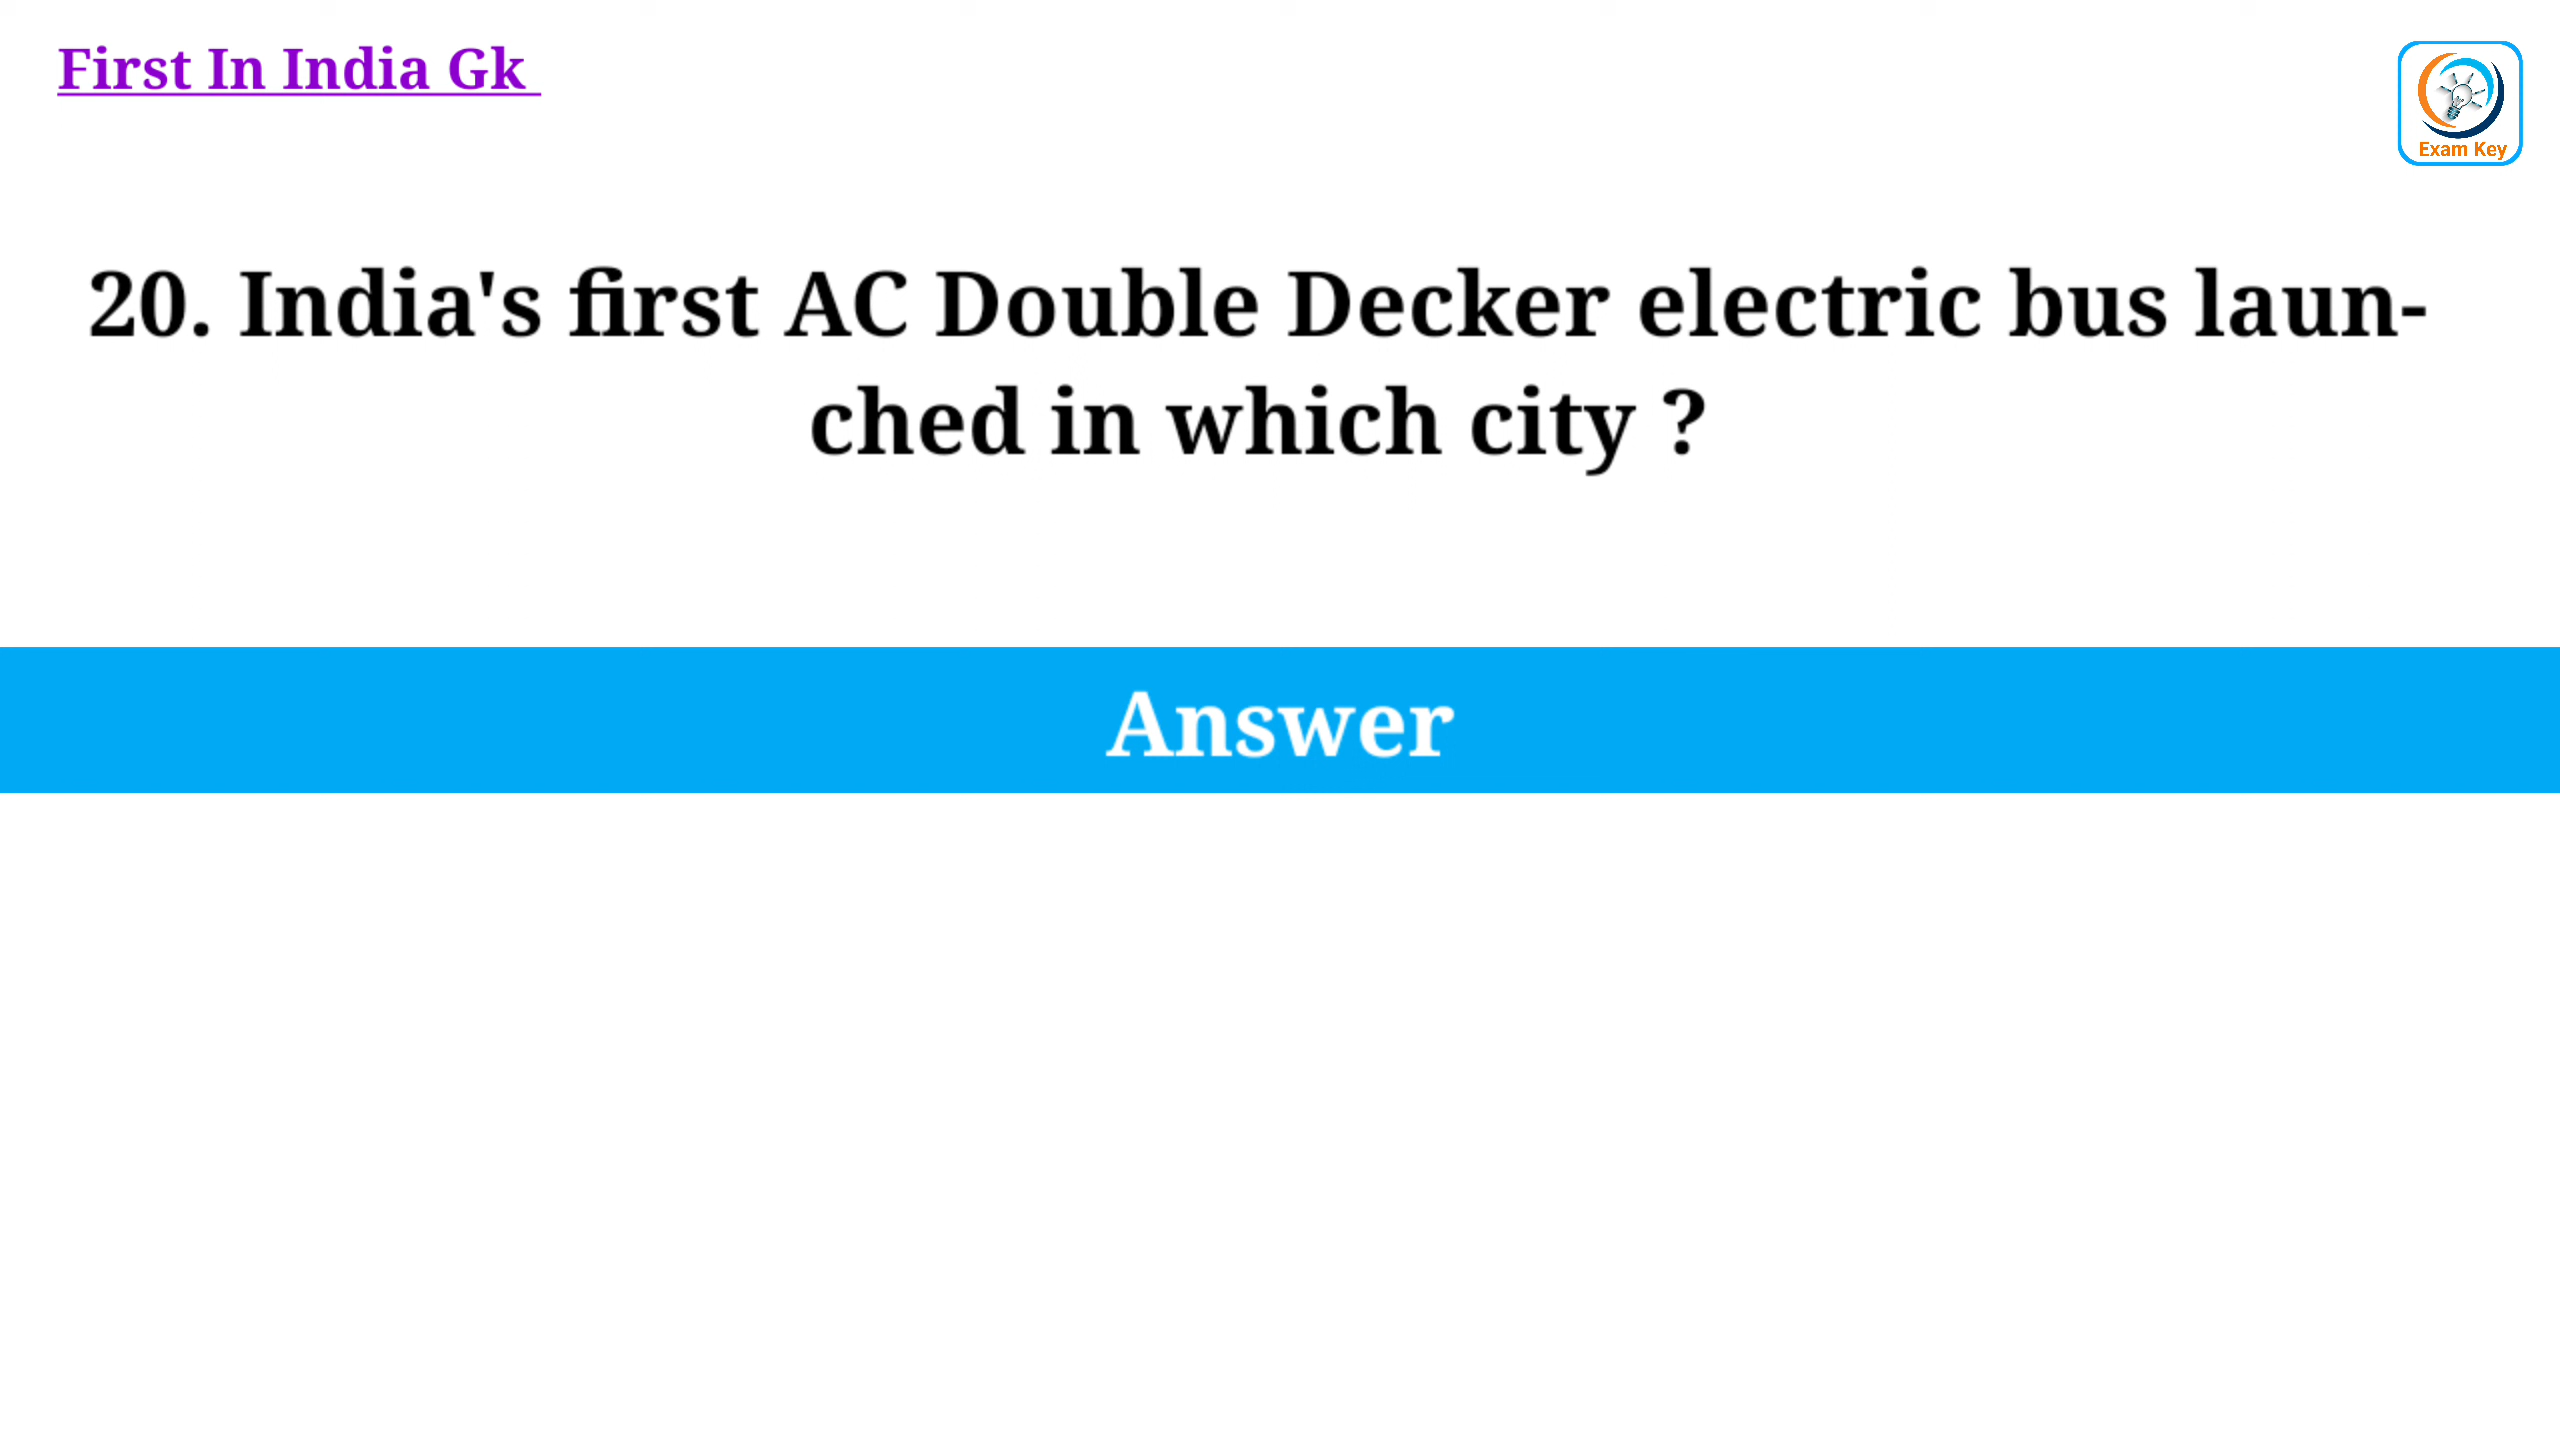 First In India Gk
Exam Key
20. India's first AC Double Decker electric bus laun-
ched in which city ?
Answer